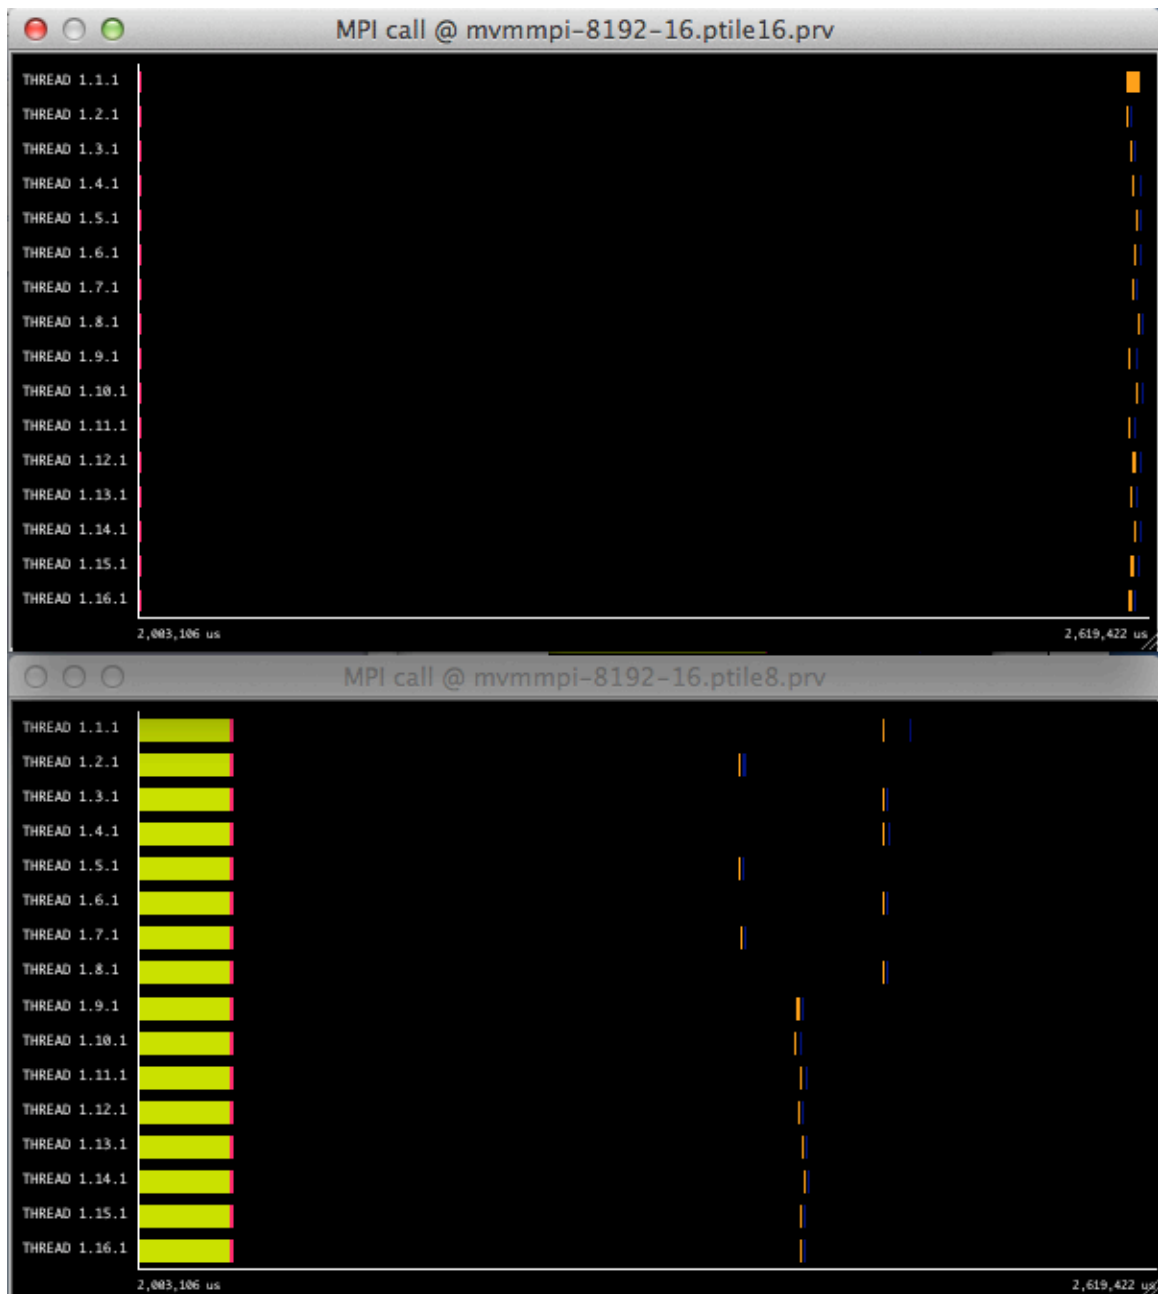 MPI call @ mvmmpi-8192-16.ptile16.prv
THREAD 1.1.1
THREAD 1.2.1
THREAD 1.3.1
THREAD 1.4.1
THREAD 1.5.1
THREAD 1.6.1
THREAD 1.7.1
THREAD 1.8.1
THREAD 1.9.1
THREAD 1.10.1
THREAD 1.11.1
THREAD 1.12.1
THREAD 1.13.1
THREAD 1.14.1
THREAD 1.15.1
THREAD 1.16.1
2,003,106 us 2,619,422 us
MPI call @ mvmmpi-8192-16.ptile8.prv
THREAD 1.1.1
THREAD 1.2.1
THREAD 1.3.1
THREAD 1.4.1
THREAD 1.5.1
THREAD 1.6.1
THREAD 1.7.1
THREAD 1.8.1
THREAD 1.9.1
THREAD 1.10.1
THREAD 1.11.1
THREAD 1.12.1
THREAD 1.13.1
THREAD 1.14.1
THREAD 1.15.1
THREAD 1.16.1
2,003,106 us 2,619,422 us